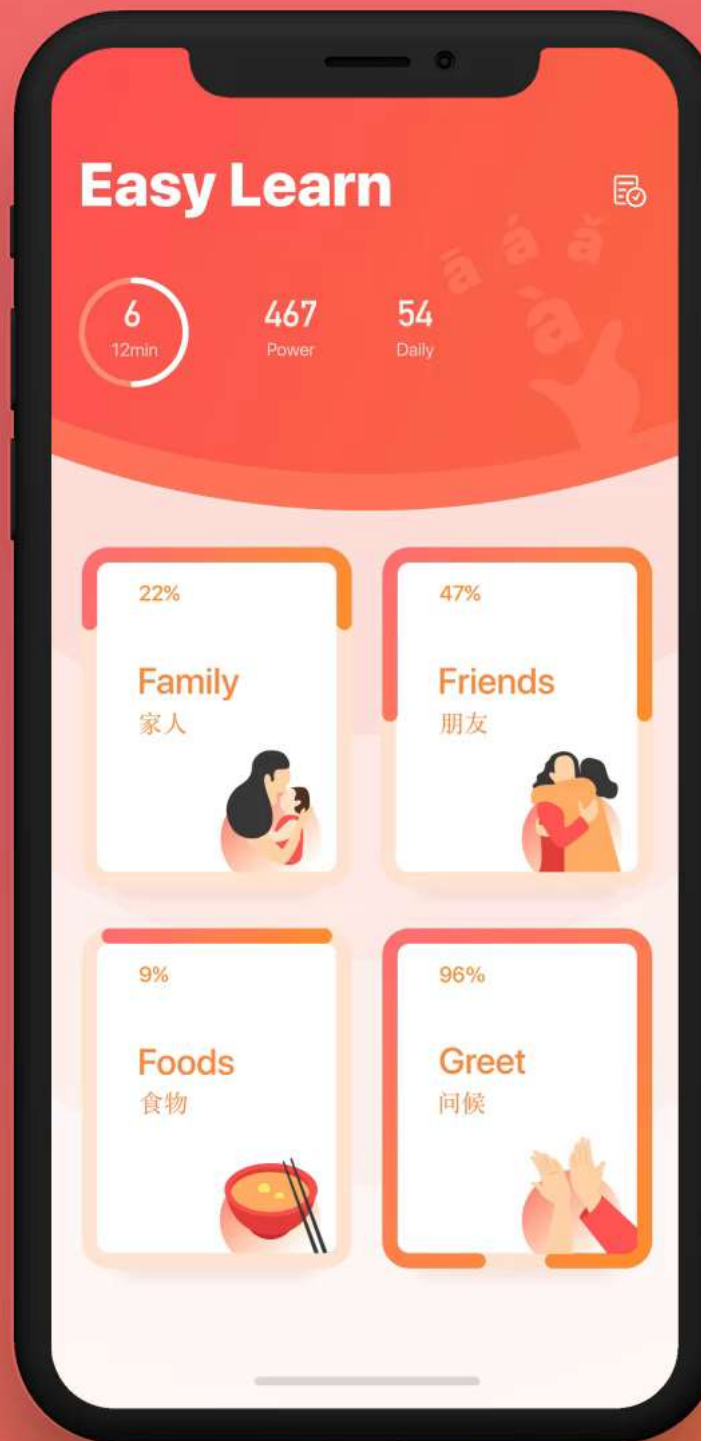 Easy Learn
ā á ă
à
6
12min
467
Power
54
Daily
22%
Family
家人
47%
Friends
朋友
9%
Foods
食物
96%
Greet
问候